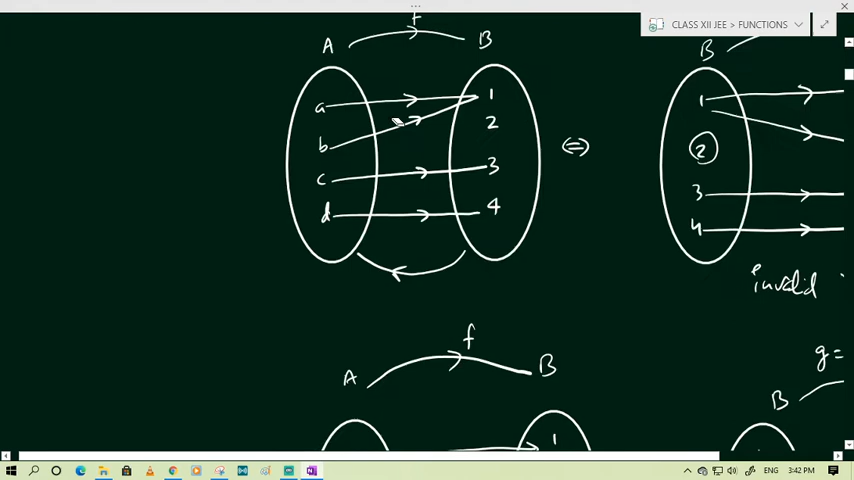 CLASS XII JEE > FUNCTIONS
f
A B B
a 1 1
b 2 2
c 3 3
d 4 4
⇔
invalid
f
A B
g=
B
1
ENG 3:42 PM